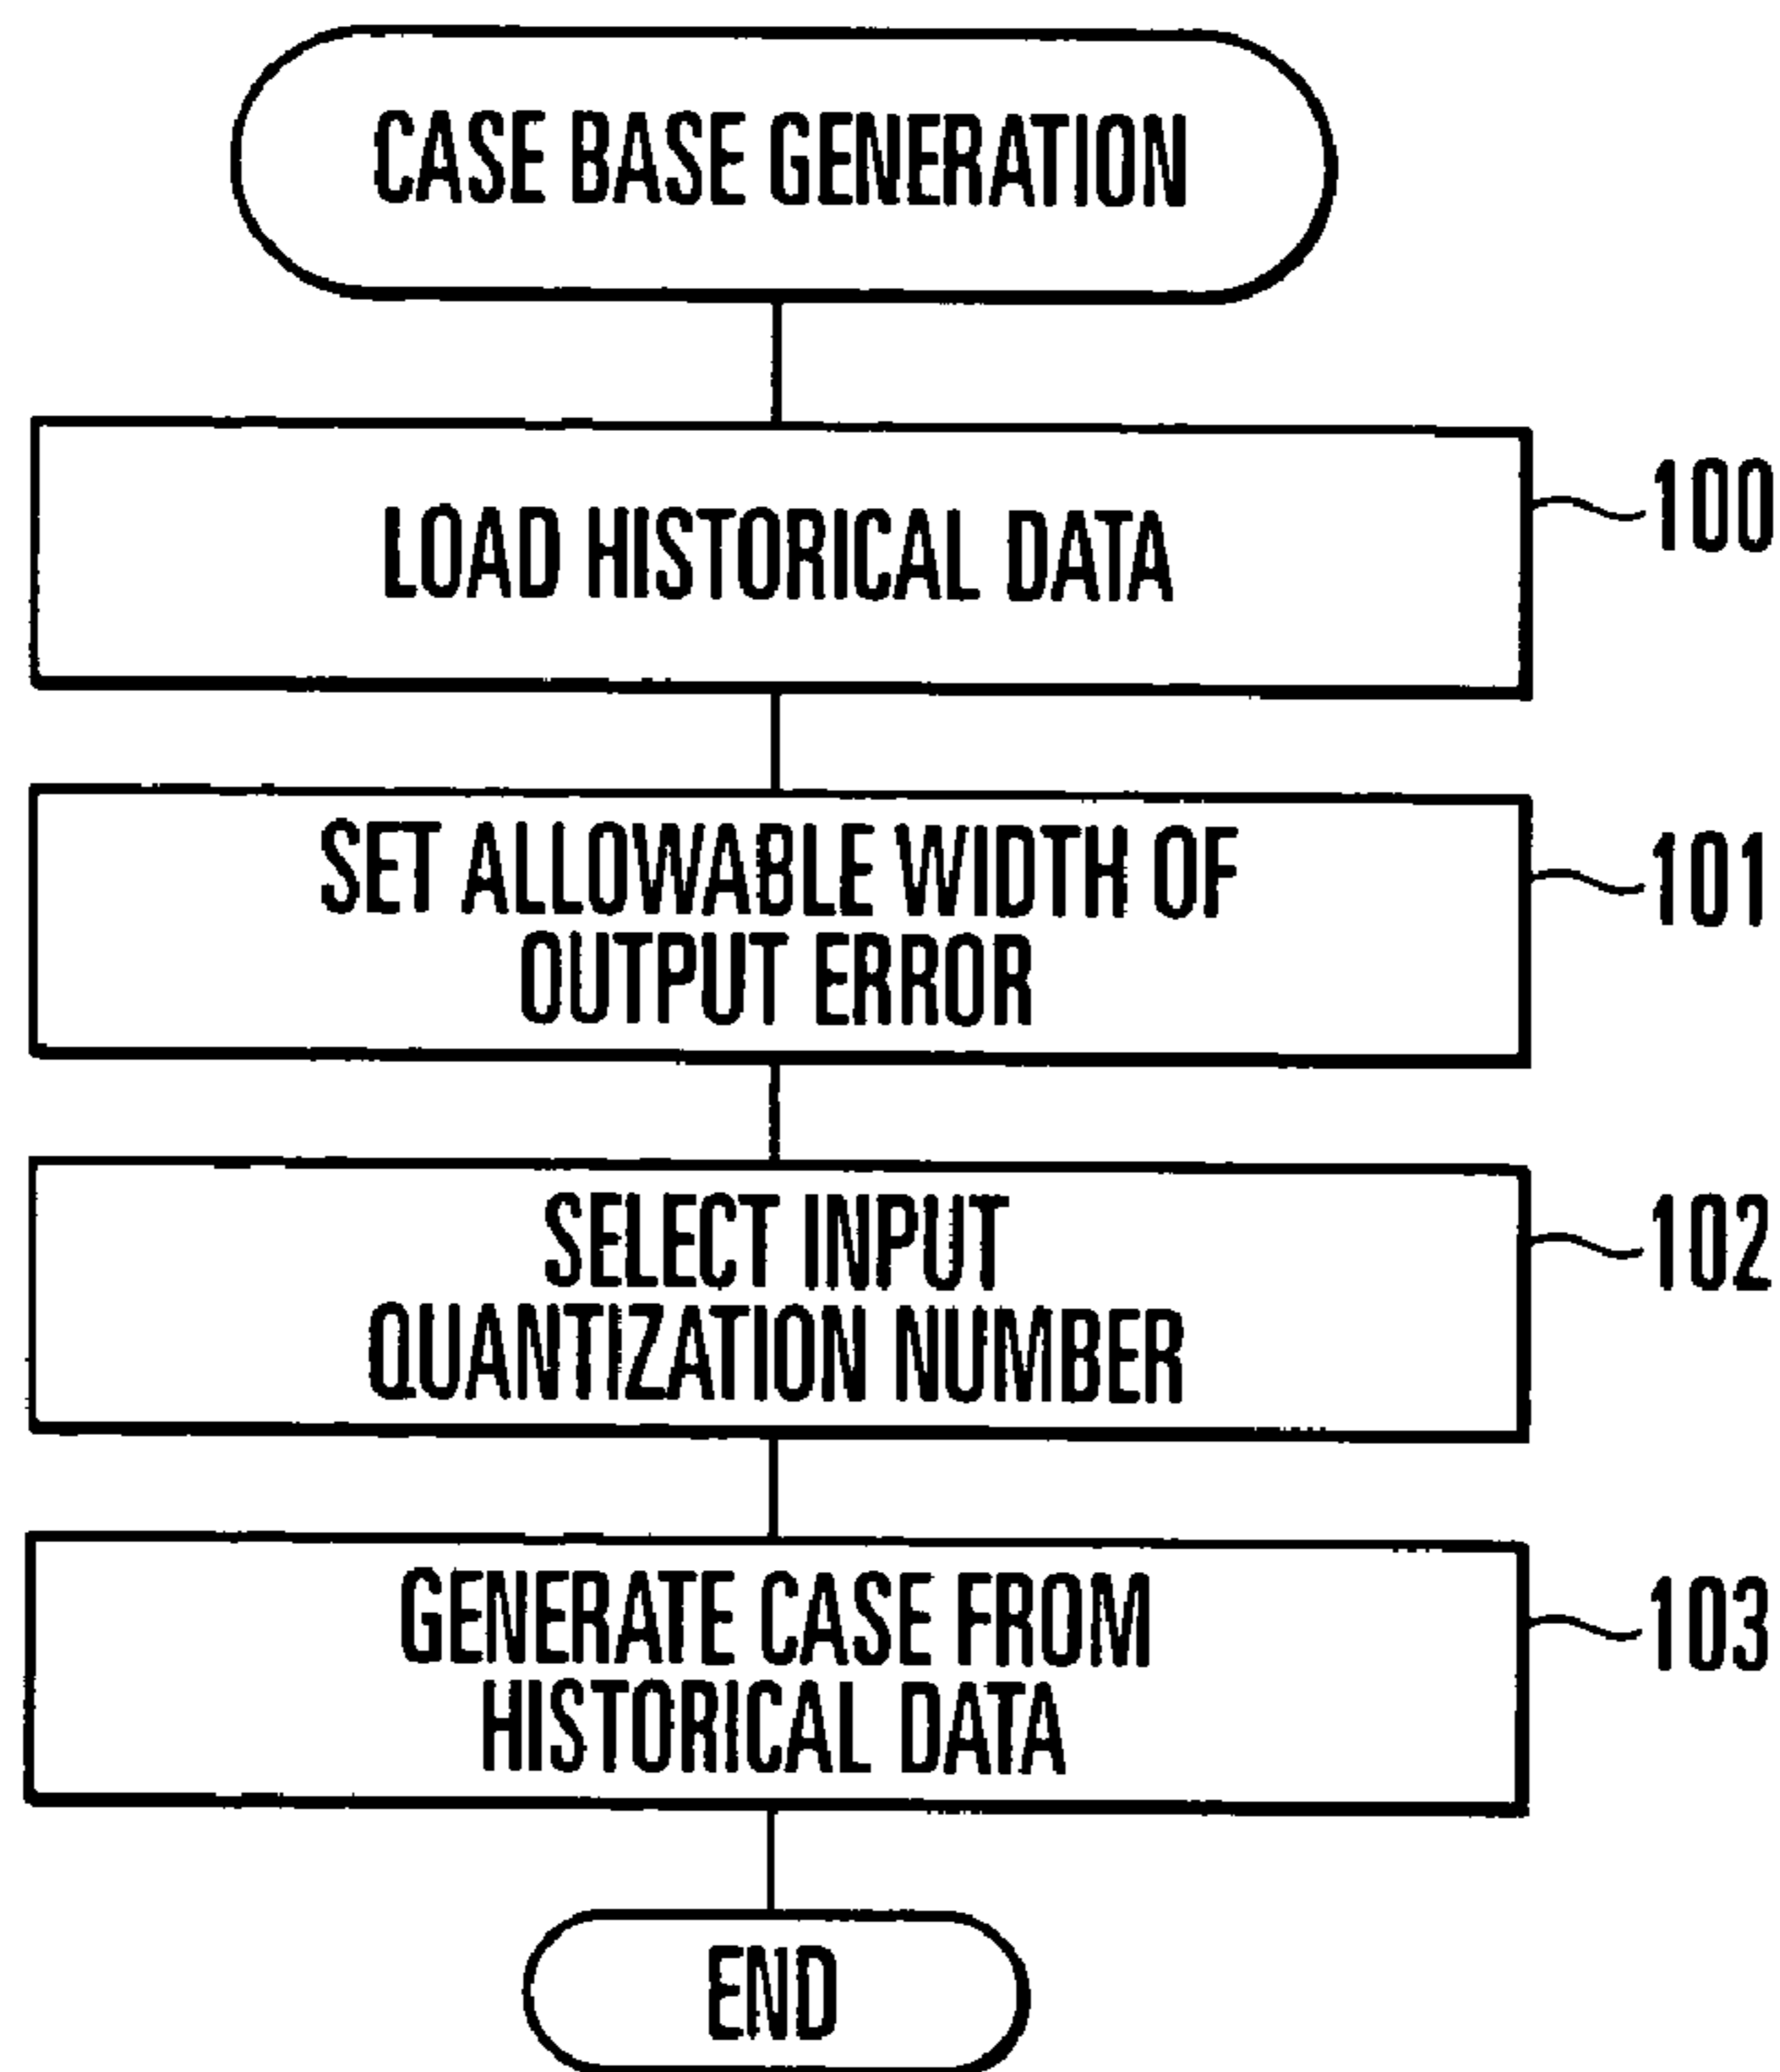 CASE BASE GENERATION
LOAD HISTORICAL DATA
100
SET ALLOWABLE WIDTH OF
OUTPUT ERROR
101
SELECT INPUT
QUANTIZATION NUMBER
102
GENERATE CASE FROM
HISTORICAL DATA
103
END